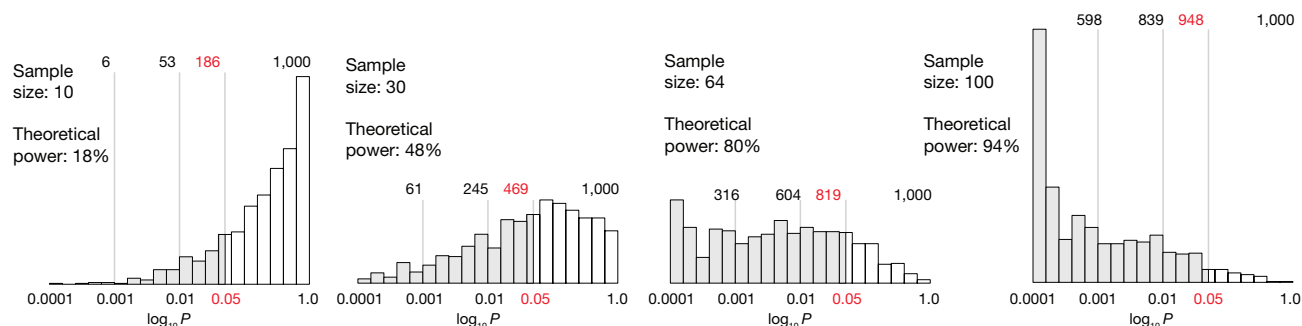 6 53 186 1,000
Sample
size: 10
Theoretical
power: 18%
0.0001 0.001 0.01 0.05 1.0
log10 P
Sample
size: 30
Theoretical
power: 48%
61 245 469 1,000
0.0001 0.001 0.01 0.05 1.0
log10 P
Sample
size: 64
Theoretical
power: 80%
316 604 819 1,000
0.0001 0.001 0.01 0.05 1.0
log10 P
598 839 948 1,000
Sample
size: 100
Theoretical
power: 94%
0.0001 0.001 0.01 0.05 1.0
log10 P